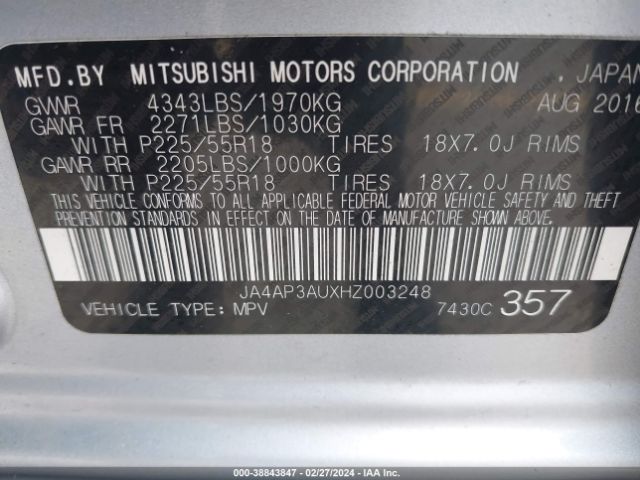 MFD.BY MITSUBISHI MOTORS CORPORATION . JAPAN
GVWR 4343LBS/1970KG AUG
GAWR FR 2271LBS/1030KG
WITH P225/55R18 TIRES 18X7.0J RIMS
GAWR RR 2205LBS/1000KG
WITH P225/55R18 TIRES 18X7.0J RIMS
THIS VEHICLE CONFORMS TO ALL APPLICABLE FEDERAL MOTOR VEHICLE SAFETY AND THEFT
PREVENTION STANDARDS IN EFFECT ON THE DATE OF MANUFACTURE SHOWN ABOVE.
JA4AP3AUXHZ003248
VEHICLE TYPE: MPV 7430C 357
000-38843847 - 02/27/2024 - IAAI.COM